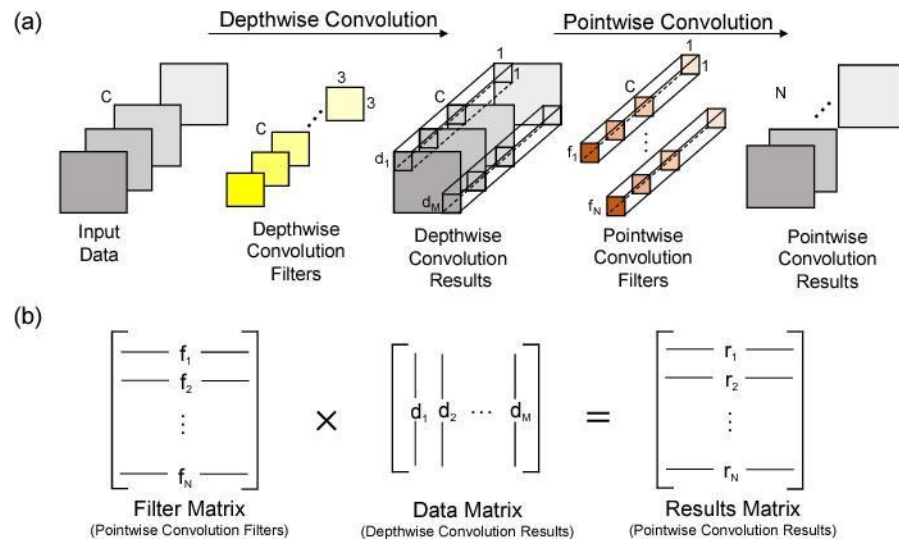 (a)
Depthwise Convolution
Pointwise Convolution
C
C
3
3
1
1
C
d1
dM
1
1
C
f1
fN
N
Input
Data
Depthwise
Convolution
Filters
Depthwise
Convolution
Results
Pointwise
Convolution
Filters
Pointwise
Convolution
Results
(b)
f1
f2
⋮
fN
×
d1 d2 ⋯ dM
=
r1
r2
⋮
rN
Filter Matrix
(Pointwise Convolution Filters)
Data Matrix
(Depthwise Convolution Results)
Results Matrix
(Pointwise Convolution Results)